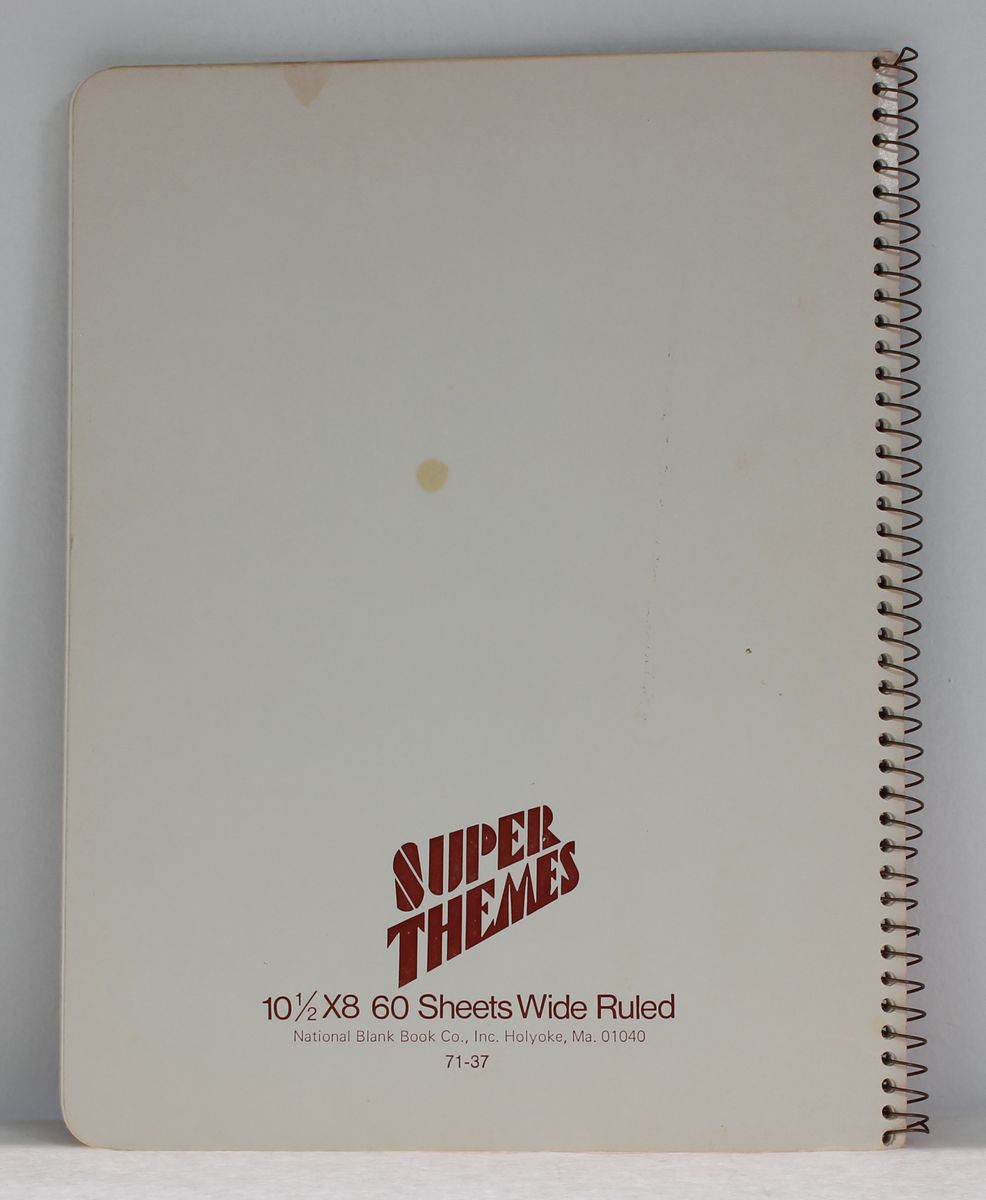 SUPER
THEMES
10½X8 60 Sheets Wide Ruled
National Blank Book Co., Inc. Holyoke, Ma. 01040
71-37